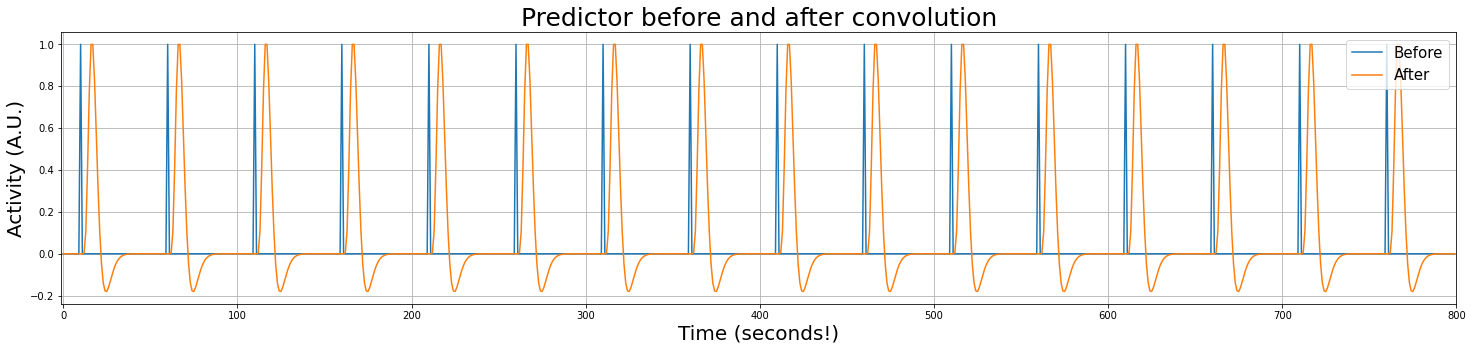 Predictor before and after convolution
Before
After
Activity (A.U.)
1.0
0.8
0.6
0.4
0.2
0.0
−0.2
0 100 200 300 400 500 600 700 800
Time (seconds!)